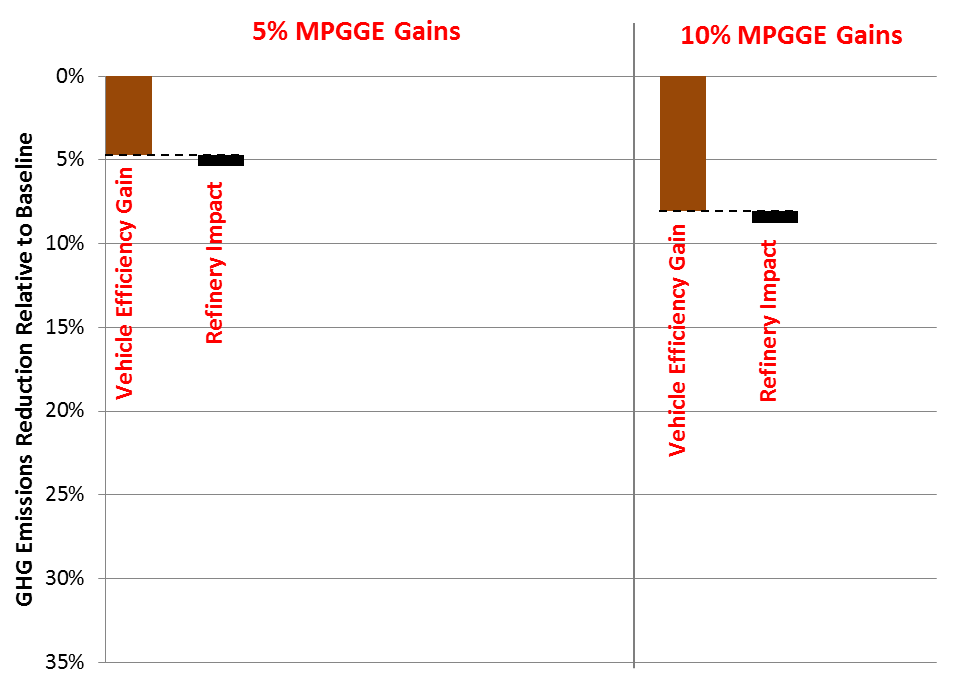 5% MPGGE Gains
10% MPGGE Gains
GHG Emissions Reduction Relative to Baseline
0%
5%
10%
15%
20%
25%
30%
35%
Vehicle Efficiency Gain
Refinery Impact
Vehicle Efficiency Gain
Refinery Impact